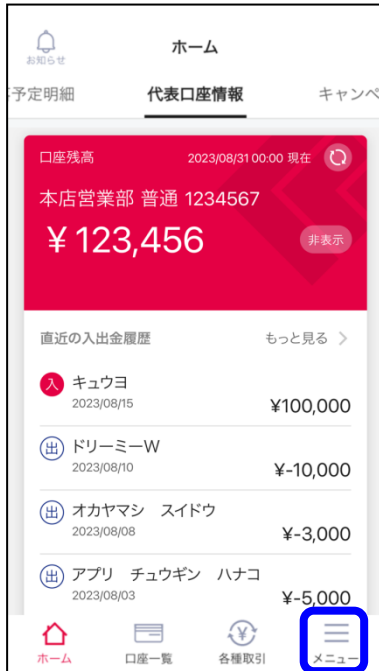 お知らせ
ホーム
予定明細 代表口座情報 キャンペ
口座残高 2023/08/31 00:00 現在
本店営業部 普通 1234567
¥ 123,456 非表示
直近の入出金履歴 もっと見る
入 キュウヨ
2023/08/15 ¥100,000
出 ドリーミーW
2023/08/10 ¥-10,000
出 オカヤマシ スイドウ
2023/08/08 ¥-3,000
出 アプリ チュウギン ハナコ
2023/08/03 ¥-5,000
ホーム 口座一覧 各種取引 メニュー